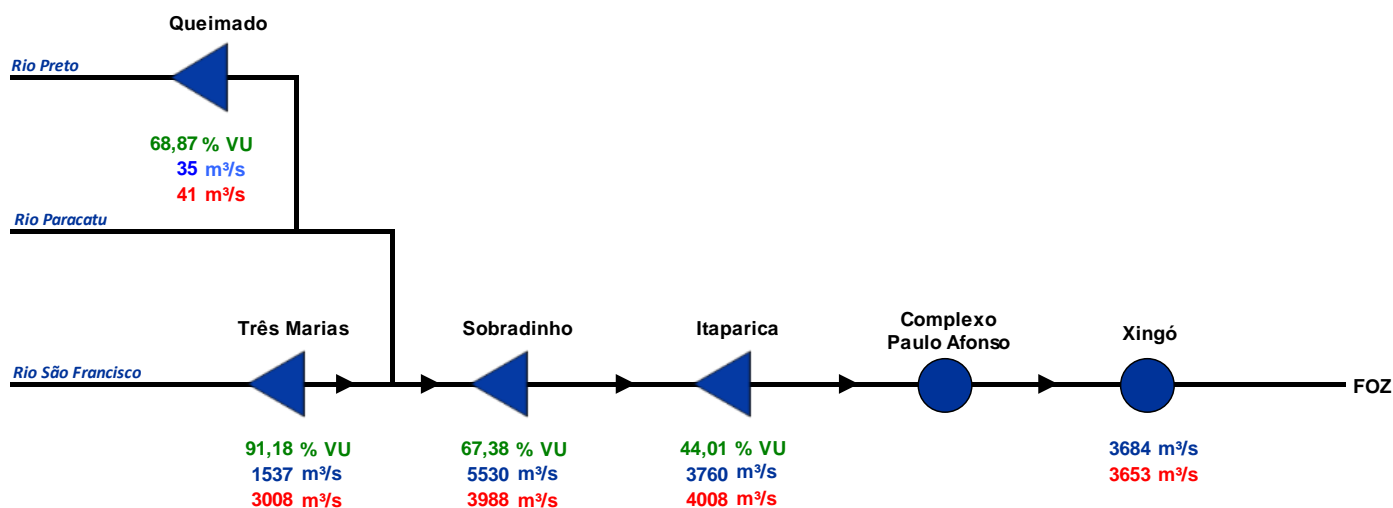 Queimado
Rio Preto
68,87 % VU
35 m³/s
41 m³/s
Rio Paracatu
Três Marias
Sobradinho
Itaparica
Complexo
Paulo Afonso
Xingó
Rio São Francisco
FOZ
91,18 % VU
1537 m³/s
3008 m³/s
67,38 % VU
5530 m³/s
3988 m³/s
44,01 % VU
3760 m³/s
4008 m³/s
3684 m³/s
3653 m³/s